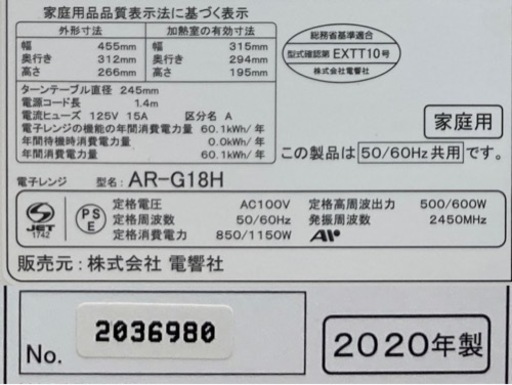 家庭用品品質表示法に基づく表示
外形寸法 加熱室の有効寸法
幅 455mm 幅 315mm
奥行き 312mm 奥行き 294mm
高さ 266mm 高さ 195mm
ターンテーブル直径 245mm
電源コード長 1.4m
電流ヒューズ 125V 15A 区分名 A
電子レンジの機能の年間消費電力量 60.1kWh/年
年間待機時消費電力量 0.0kWh/年
年間消費電力量 60.1kWh/年
総務省基準適合
型式確認第EXTT10号
株式会社電響社
家庭用
この製品は 50/60Hz共用 です。
電子レンジ 型名: AR-G18H
JET
1742
PS
E
定格電圧 AC100V 定格高周波出力 500/600W
定格周波数 50/60Hz 発振周波数 2450MHz
定格消費電力 850/1150W
販売元:株式会社 電響社
No. 2036980
2020年製